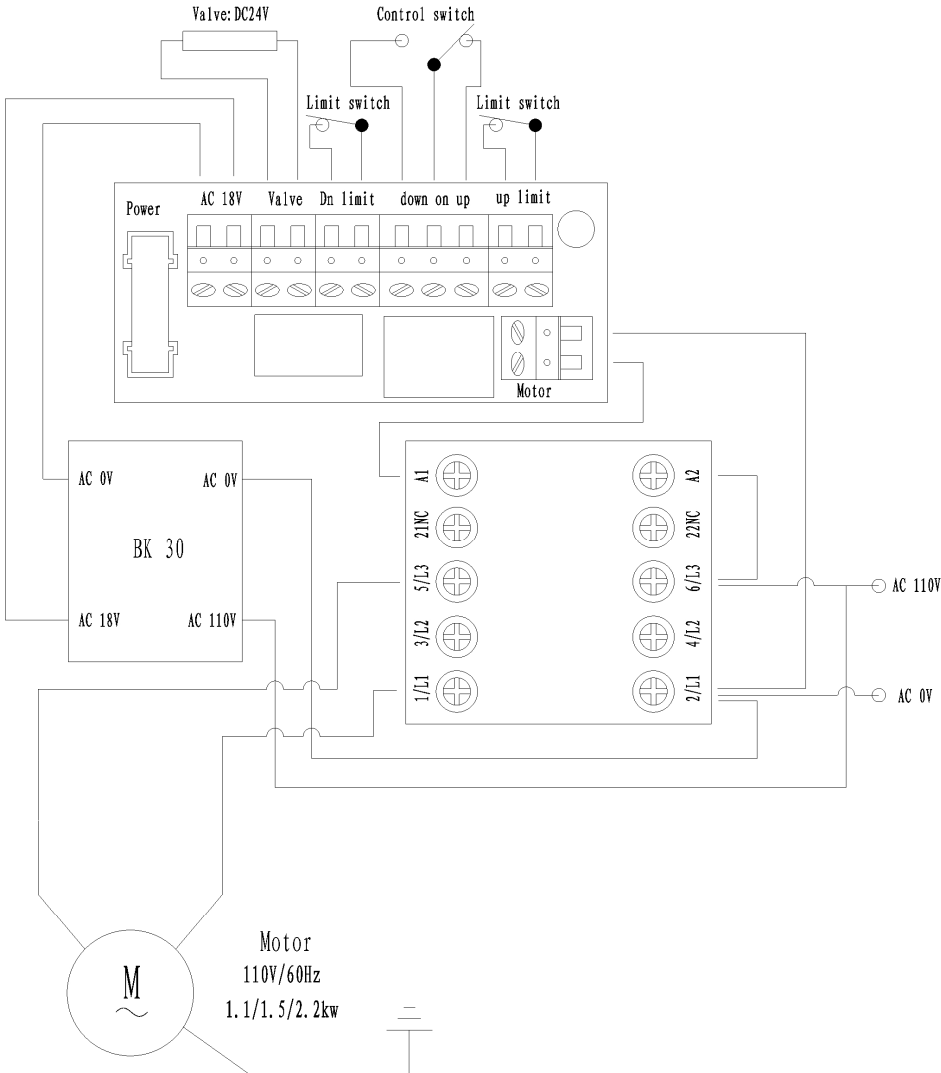 Valve:DC24V
Control switch
Limit switch
Limit switch
Power
AC 18V
Valve
Dn limit
down on up
up limit
Motor
AC 0V
AC 0V
BK 30
AC 18V
AC 110V
A1
21NC
5/L3
3/L2
1/L1
A2
22NC
6/L3
4/L2
2/L1
AC 110V
AC 0V
M
Motor
110V/60Hz
1.1/1.5/2.2kw